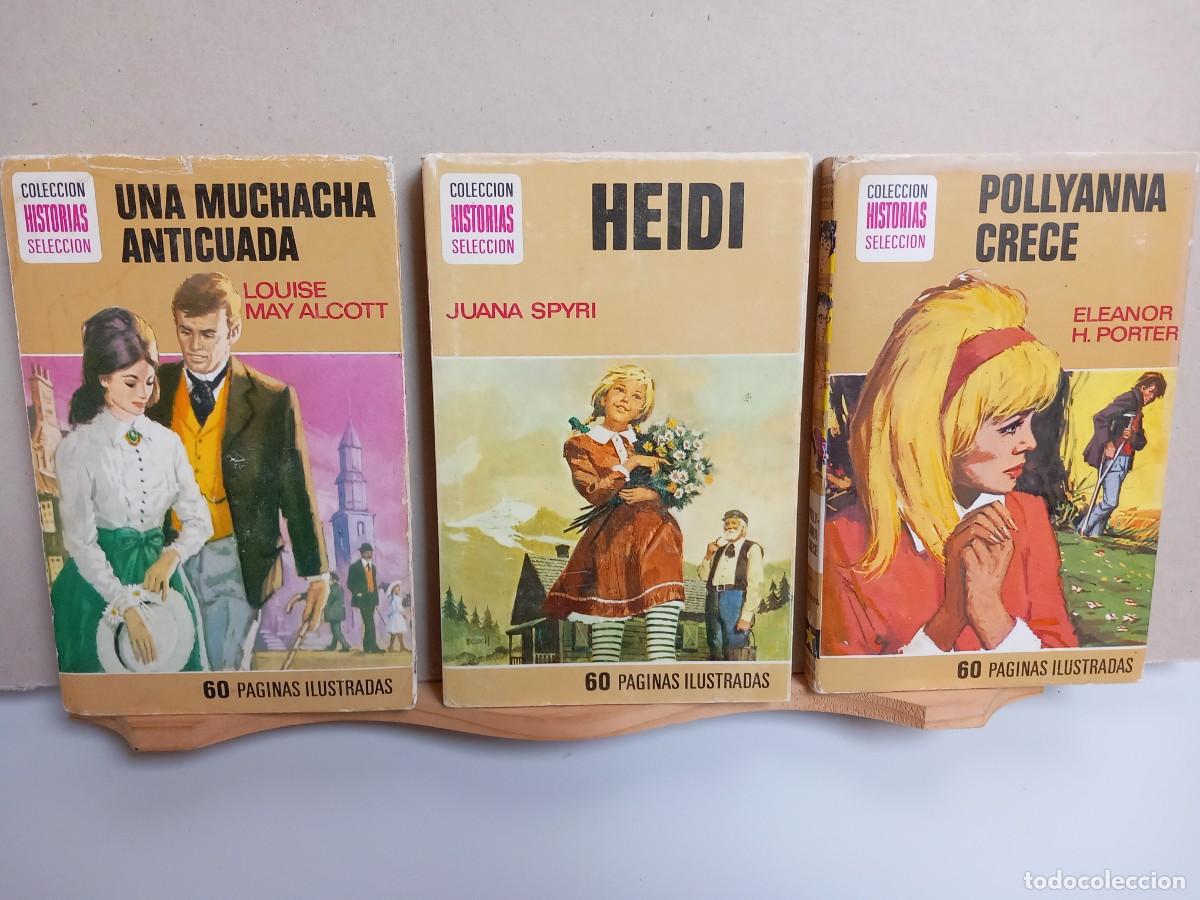 COLECCION
HISTORIAS
SELECCION
UNA MUCHACHA
ANTICUADA
LOUISE
MAY ALCOTT
60 PAGINAS ILUSTRADAS
COLECCION
HISTORIAS
SELECCION
HEIDI
JUANA SPYRI
BOSCH
60 PAGINAS ILUSTRADAS
COLECCION
HISTORIAS
SELECCION
POLLYANNA
CRECE
ELEANOR
H. PORTER
60 PAGINAS ILUSTRADAS
todocoleccion